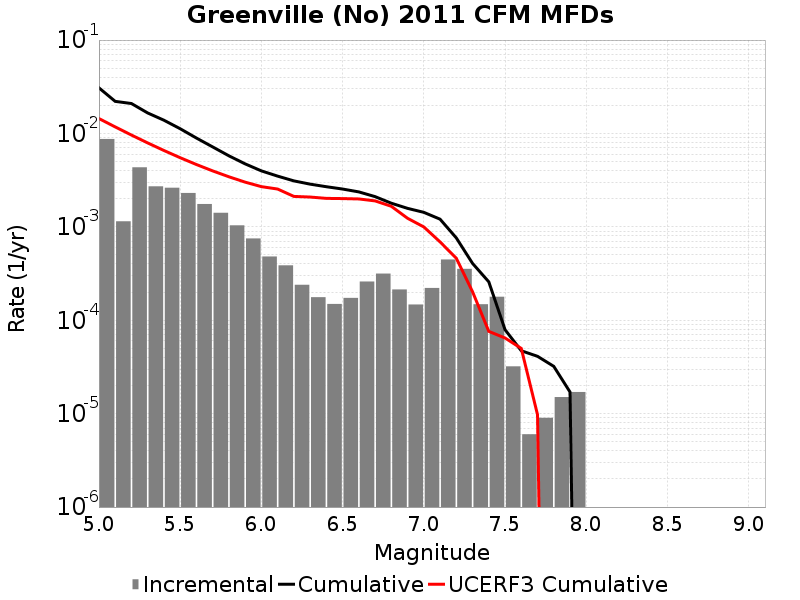 Greenville (No) 2011 CFM MFDs
10-1
10-2
10-3
10-4
10-5
10-6
Rate (1/yr)
5.0 5.5 6.0 6.5 7.0 7.5 8.0 8.5 9.0
Magnitude
Incremental Cumulative UCERF3 Cumulative